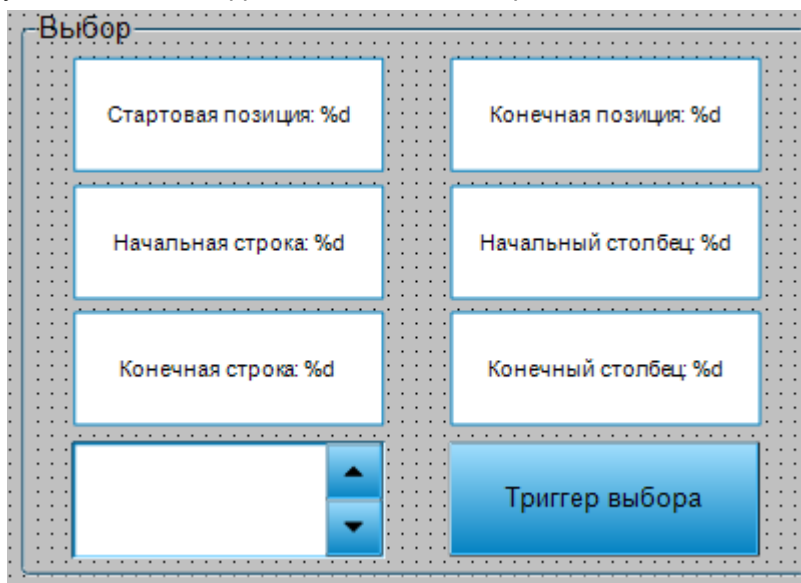 Выбор
Стартовая позиция: %d
Конечная позиция: %d
Начальная строка: %d
Начальный столбец: %d
Конечная строка: %d
Конечный столбец: %d
Триггер выбора